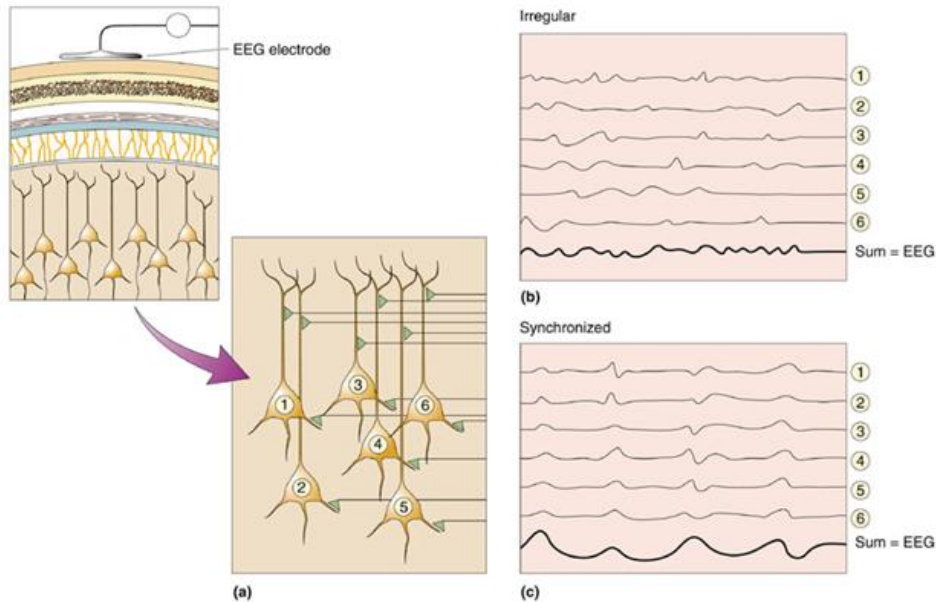 EEG electrode
1
2
3
4
5
6
(a)
Irregular
1
2
3
4
5
6
Sum = EEG
(b)
Synchronized
1
2
3
4
5
6
Sum = EEG
(c)